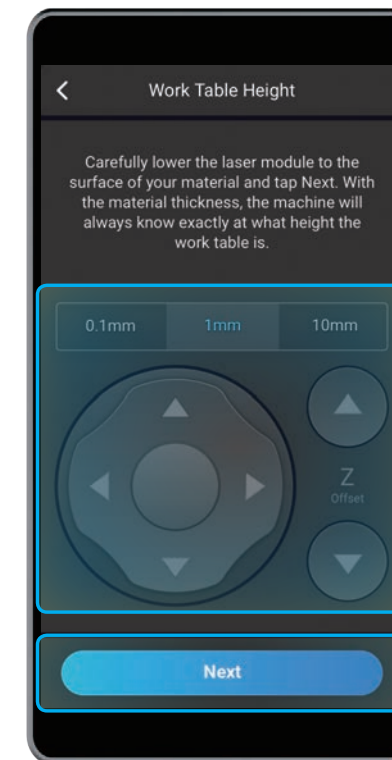 Work Table Height
Carefully lower the laser module to the
surface of your material and tap Next. With
the material thickness, the machine will
always know exactly at what height the
work table is.
0.1mm 1mm 10mm
Z
Offset
Next